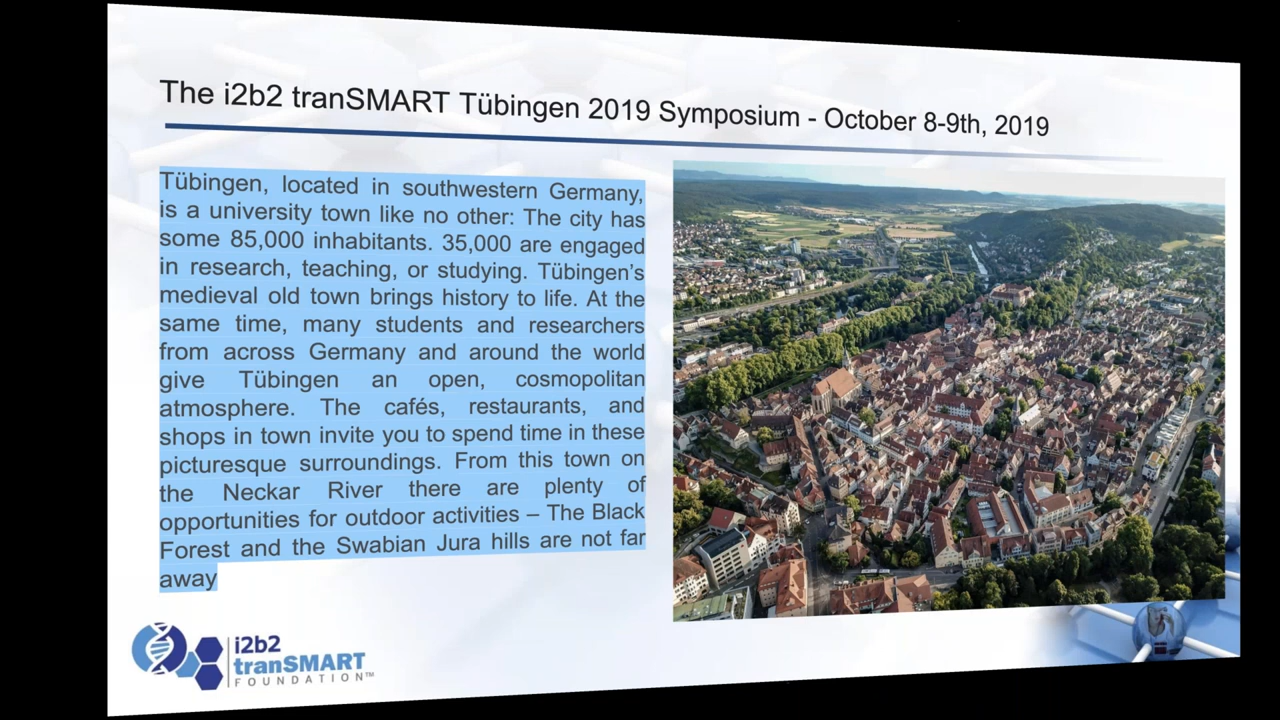 The i2b2 tranSMART Tübingen 2019 Symposium - October 8-9th, 2019
Tübingen, located in southwestern Germany,
is a university town like no other: The city has
some 85,000 inhabitants. 35,000 are engaged
in research, teaching, or studying. Tübingen’s
medieval old town brings history to life. At the
same time, many students and researchers
from across Germany and around the world
give Tübingen an open, cosmopolitan
atmosphere. The cafés, restaurants, and
shops in town invite you to spend time in these
picturesque surroundings. From this town on
the Neckar River there are plenty of
opportunities for outdoor activities – The Black
Forest and the Swabian Jura hills are not far
away
i2b2
tranSMART
FOUNDATION™